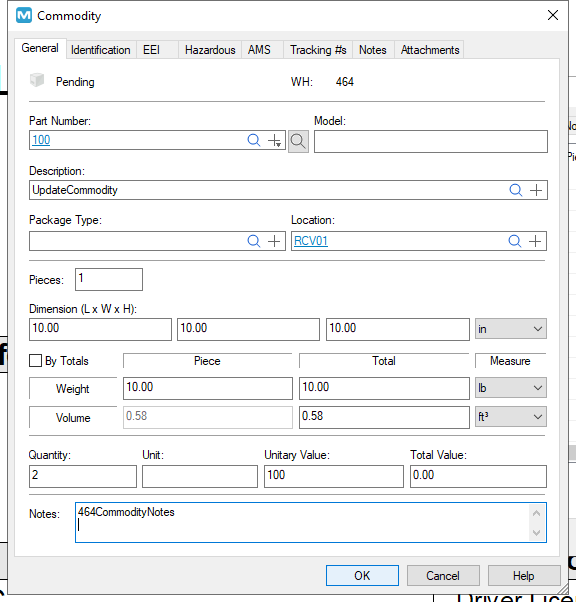 Commodity
General Identification EEI Hazardous AMS Tracking #s Notes Attachments
Pending WH: 464
Part Number: Model:
100
Description:
UpdateCommodity
Package Type: Location:
RCV01
Pieces: 1
Dimension (L x W x H):
10.00 10.00 10.00 in
By Totals Piece Total Measure
Weight 10.00 10.00 lb
Volume 0.58 0.58 ft³
Quantity: Unit: Unitary Value: Total Value:
2 100 0.00
Notes: 464CommodityNotes
OK Cancel Help